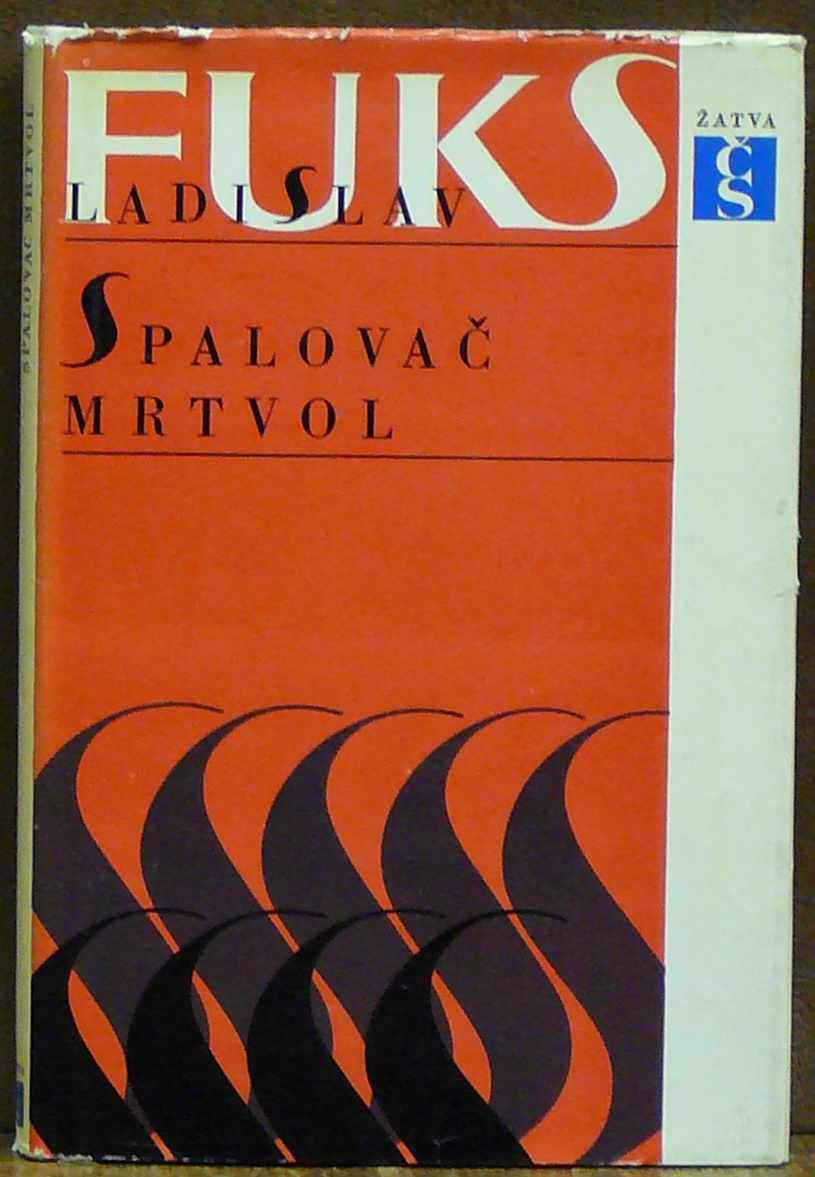 FUKS
LADISLAV
SPALOVAČ
MRTVOL
ŽATVA
ČS
SPALOVAČ MRTVOL